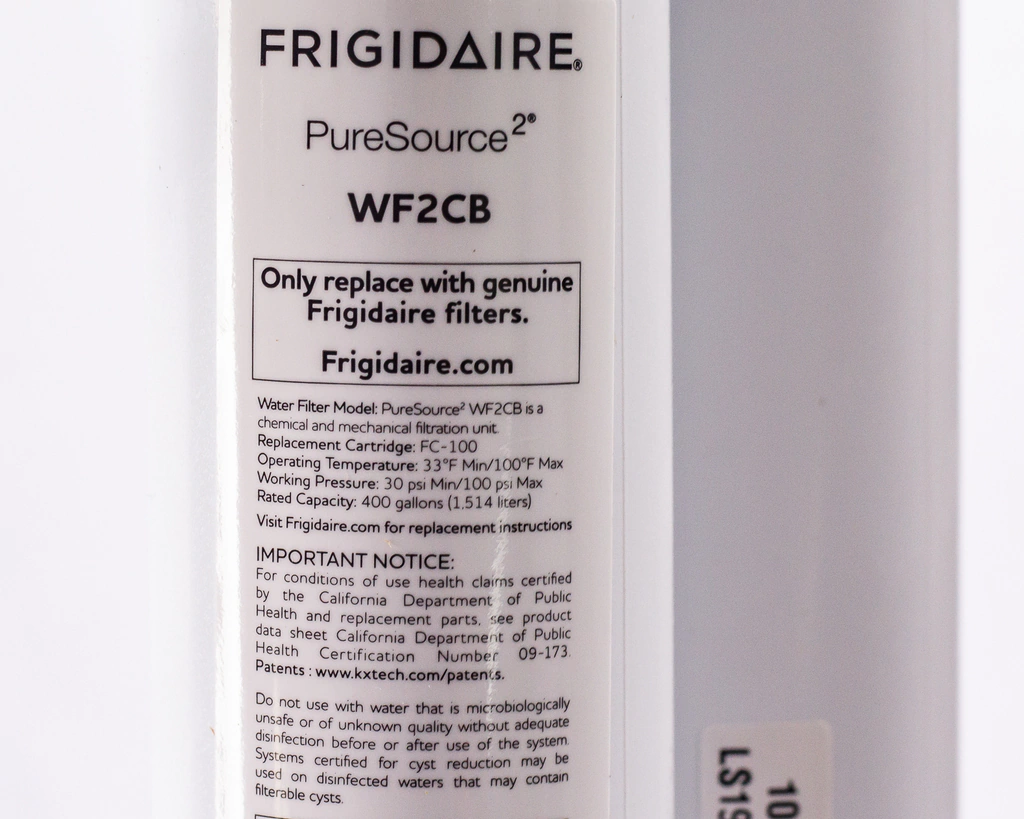 FRIGIDAIRE®
PureSource2®
WF2CB
Only replace with genuine
Frigidaire filters.
Frigidaire.com
Water Filter Model: PureSource² WF2CB is a
chemical and mechanical filtration unit.
Replacement Cartridge: FC-100
Operating Temperature: 33°F Min/100°F Max
Working Pressure: 30 psi Min/100 psi Max
Rated Capacity: 400 gallons (1,514 liters)
Visit Frigidaire.com for replacement instructions
IMPORTANT NOTICE:
For conditions of use health claims certified
by the California Department of Public
Health and replacement parts, see product
data sheet California Department of Public
Health Certification Number 09-173.
Patents : www.kxtech.com/patents.
Do not use with water that is microbiologically
unsafe or of unknown quality without adequate
disinfection before or after use of the system.
Systems certified for cyst reduction may be
used on disinfected waters that may contain
filterable cysts.
10